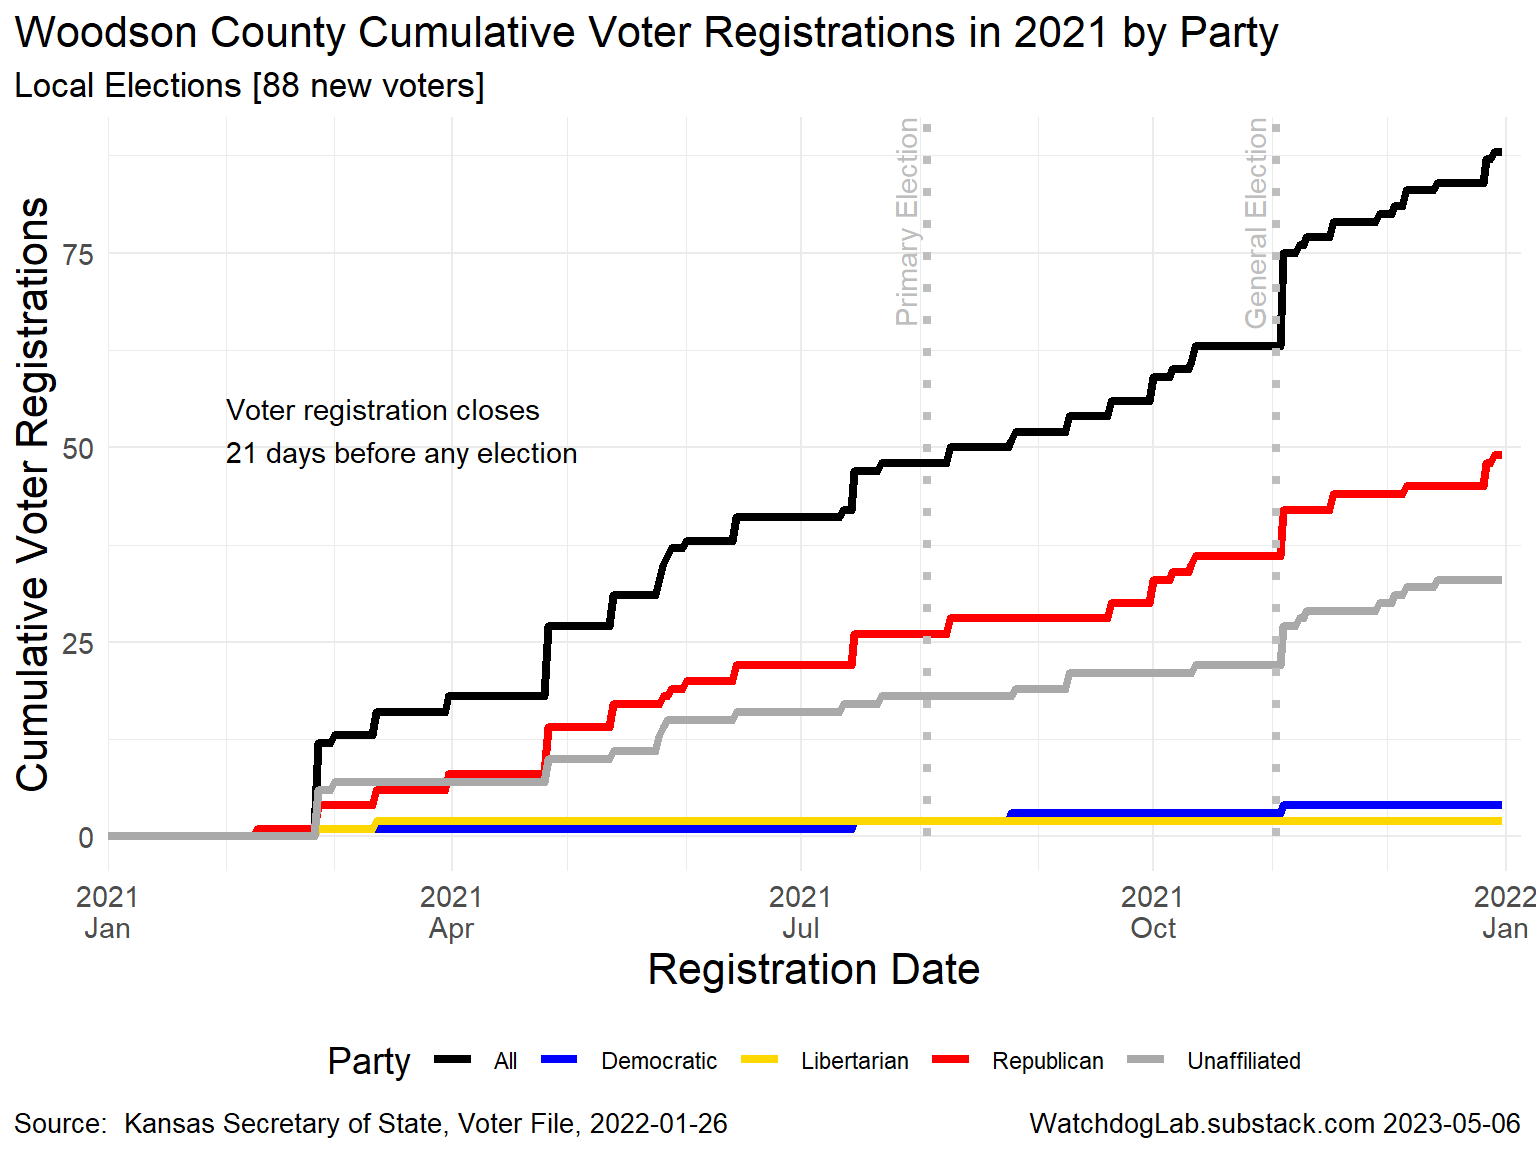 Woodson County Cumulative Voter Registrations in 2021 by Party
Local Elections [88 new voters]
Cumulative Voter Registrations
75
50
25
0
Primary Election
General Election
Voter registration closes
21 days before any election
2021
Jan
2021
Apr
2021
Jul
2021
Oct
2022
Jan
Registration Date
Party All Democratic Libertarian Republican Unaffiliated
Source:  Kansas Secretary of State, Voter File, 2022-01-26
WatchdogLab.substack.com 2023-05-06